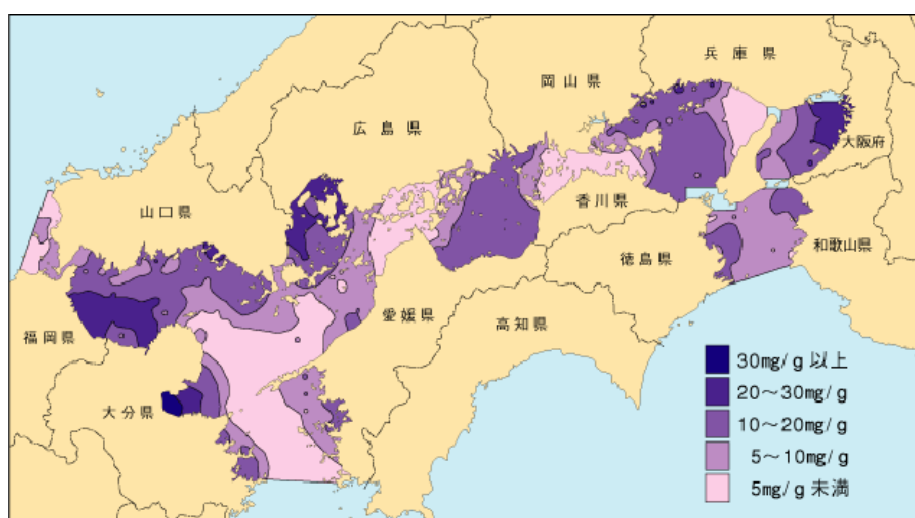 兵庫県
岡山県
広島県
大阪府
山口県
香川県
和歌山県
徳島県
愛媛県
高知県
福岡県
大分県
30mg/g以上
20～30mg/g
10～20mg/g
5～10mg/g
5mg/g未満